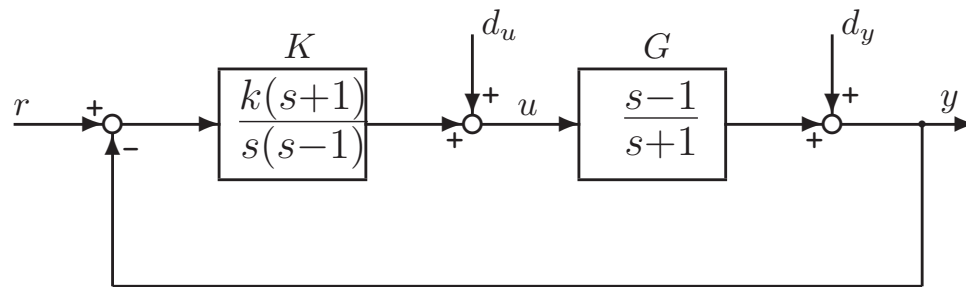 K
G
d_u
d_y
r
k(s+1)
s(s−1)
u
s−1
s+1
y
+
−
+
+
+
+